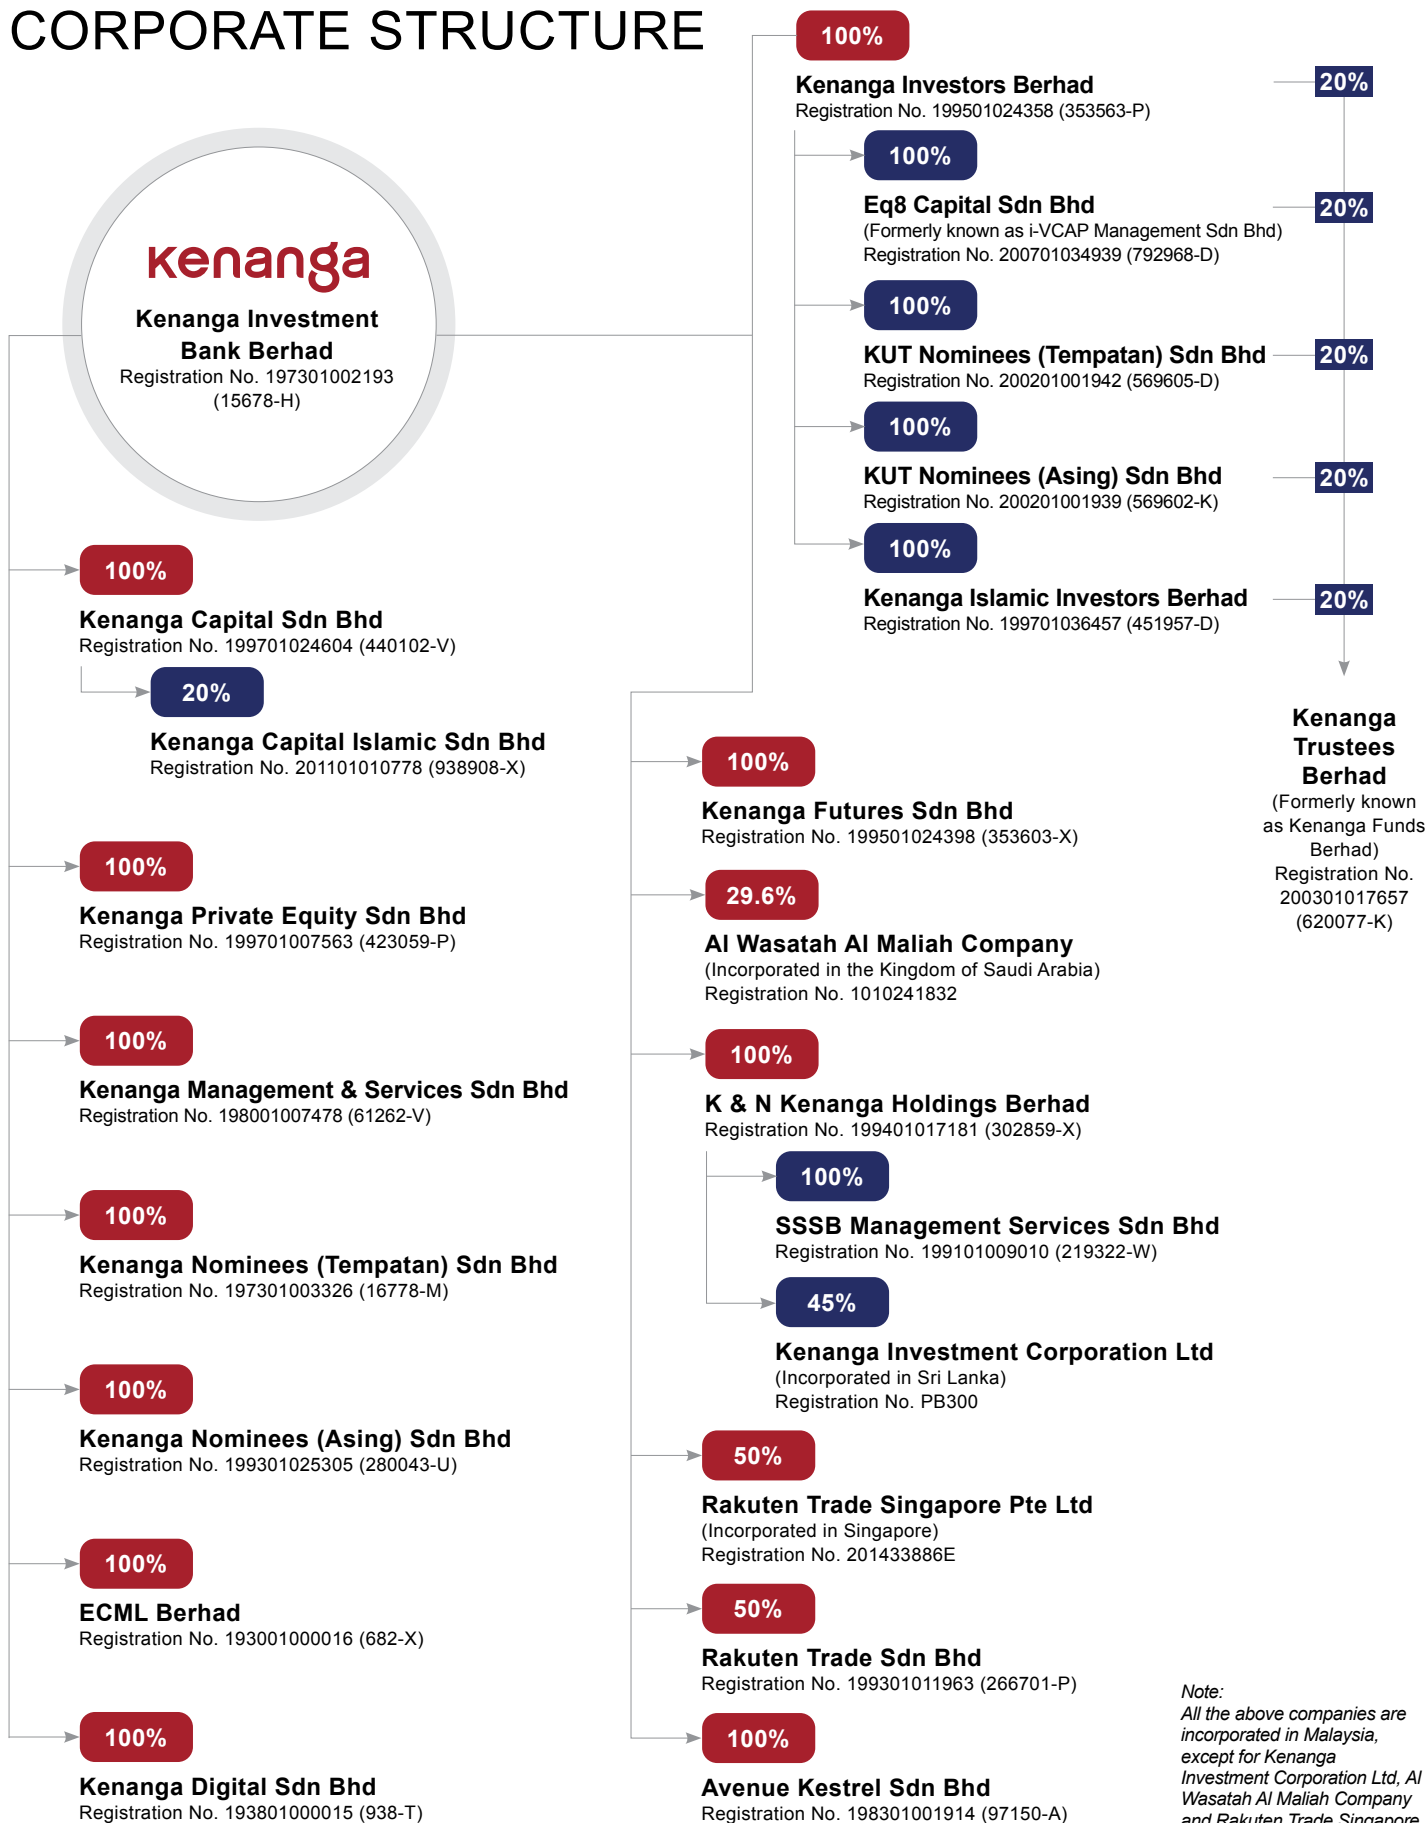 CORPORATE STRUCTURE
kenanga
Kenanga Investment
Bank Berhad
Registration No. 197301002193
(15678-H)
100%
Kenanga Capital Sdn Bhd
Registration No. 199701024604 (440102-V)
20%
Kenanga Capital Islamic Sdn Bhd
Registration No. 201101010778 (938908-X)
100%
Kenanga Private Equity Sdn Bhd
Registration No. 199701007563 (423059-P)
100%
Kenanga Management & Services Sdn Bhd
Registration No. 198001007478 (61262-V)
100%
Kenanga Nominees (Tempatan) Sdn Bhd
Registration No. 197301003326 (16778-M)
100%
Kenanga Nominees (Asing) Sdn Bhd
Registration No. 199301025305 (280043-U)
100%
ECML Berhad
Registration No. 193001000016 (682-X)
100%
Kenanga Digital Sdn Bhd
Registration No. 193801000015 (938-T)
100%
Kenanga Investors Berhad
Registration No. 199501024358 (353563-P)
20%
100%
Eq8 Capital Sdn Bhd
(Formerly known as i-VCAP Management Sdn Bhd)
Registration No. 200701034939 (792968-D)
20%
100%
KUT Nominees (Tempatan) Sdn Bhd
Registration No. 200201001942 (569605-D)
20%
100%
KUT Nominees (Asing) Sdn Bhd
Registration No. 200201001939 (569602-K)
20%
100%
Kenanga Islamic Investors Berhad
Registration No. 199701036457 (451957-D)
20%
Kenanga
Trustees
Berhad
(Formerly known
as Kenanga Funds
Berhad)
Registration No.
200301017657
(620077-K)
100%
Kenanga Futures Sdn Bhd
Registration No. 199501024398 (353603-X)
29.6%
Al Wasatah Al Maliah Company
(Incorporated in the Kingdom of Saudi Arabia)
Registration No. 1010241832
100%
K & N Kenanga Holdings Berhad
Registration No. 199401017181 (302859-X)
100%
SSSB Management Services Sdn Bhd
Registration No. 199101009010 (219322-W)
45%
Kenanga Investment Corporation Ltd
(Incorporated in Sri Lanka)
Registration No. PB300
50%
Rakuten Trade Singapore Pte Ltd
(Incorporated in Singapore)
Registration No. 201433886E
50%
Rakuten Trade Sdn Bhd
Registration No. 199301011963 (266701-P)
100%
Avenue Kestrel Sdn Bhd
Registration No. 198301001914 (97150-A)
Note:
All the above companies are
incorporated in Malaysia,
except for Kenanga
Investment Corporation Ltd, Al
Wasatah Al Maliah Company
and Rakuten Trade Singapore